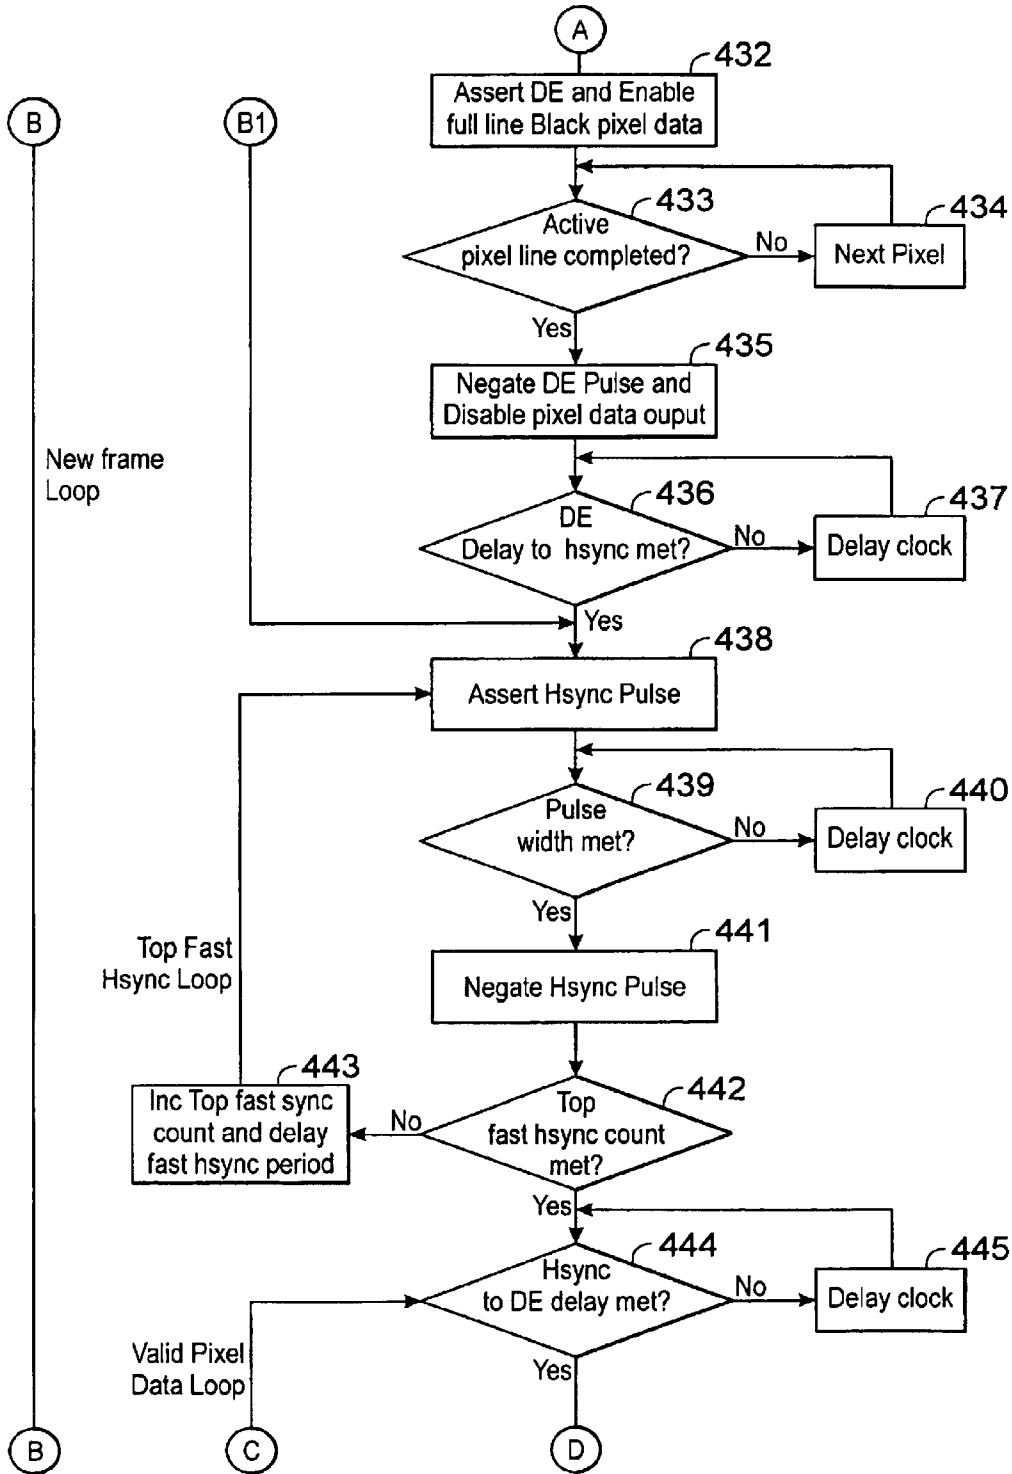 A
432
Assert DE and Enable
full line Black pixel data
B
B1
433
Active
pixel line completed?
No
434
Next Pixel
Yes
435
Negate DE Pulse and
Disable pixel data ouput
New frame
Loop
436
DE
Delay to hsync met?
No
437
Delay clock
Yes
438
Assert Hsync Pulse
439
Pulse
width met?
No
440
Delay clock
Yes
441
Negate Hsync Pulse
Top Fast
Hsync Loop
442
Top
fast hsync count
met?
No
443
Inc Top fast sync
count and delay
fast hsync period
Yes
444
Hsync
to DE delay met?
No
445
Delay clock
Valid Pixel
Data Loop
Yes
B
C
D